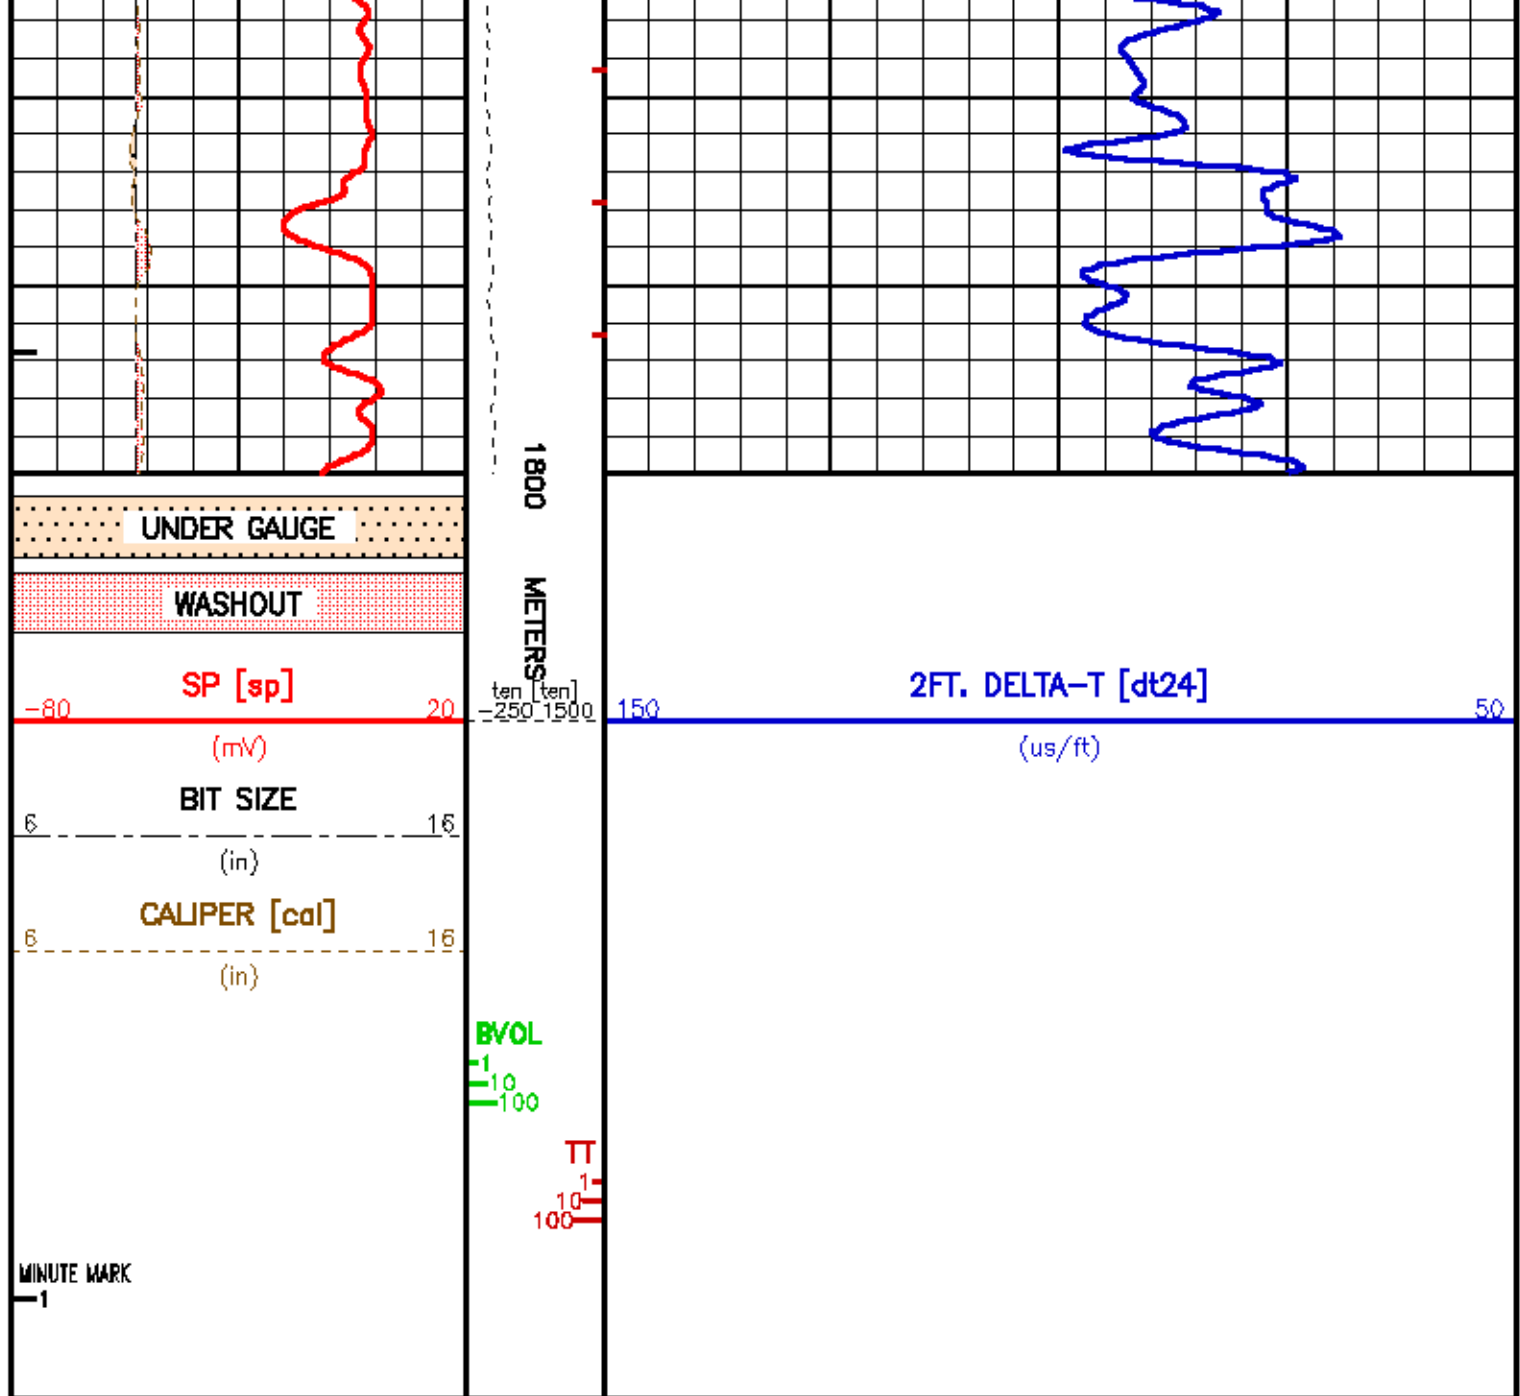 1800 METERS
UNDER GAUGE
WASHOUT
SP [sp]
-80 20
(mV)
ten [ten]
-250 1500
2FT. DELTA-T [dt24]
150 50
(us/ft)
BIT SIZE
6 16
(in)
CALIPER [cal]
6 16
(in)
BVOL
1
10
100
TT
1
10
100
MINUTE MARK
1